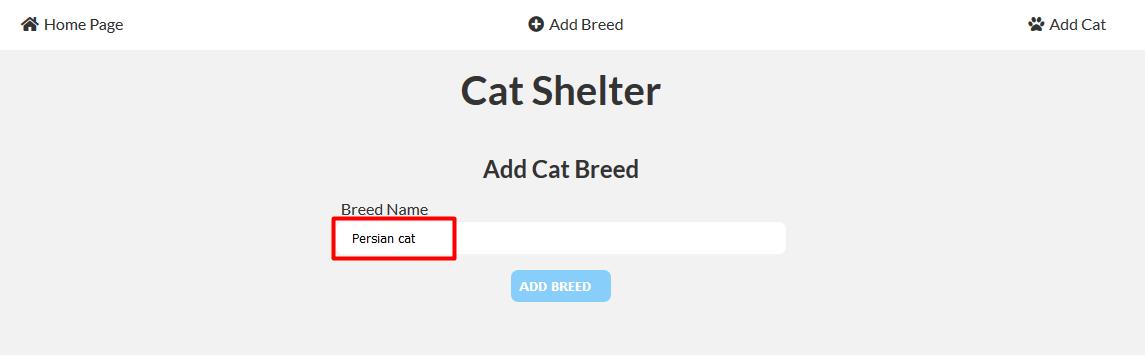 Home Page
Add Breed
Add Cat
Cat Shelter
Add Cat Breed
Breed Name
Persian cat
ADD BREED